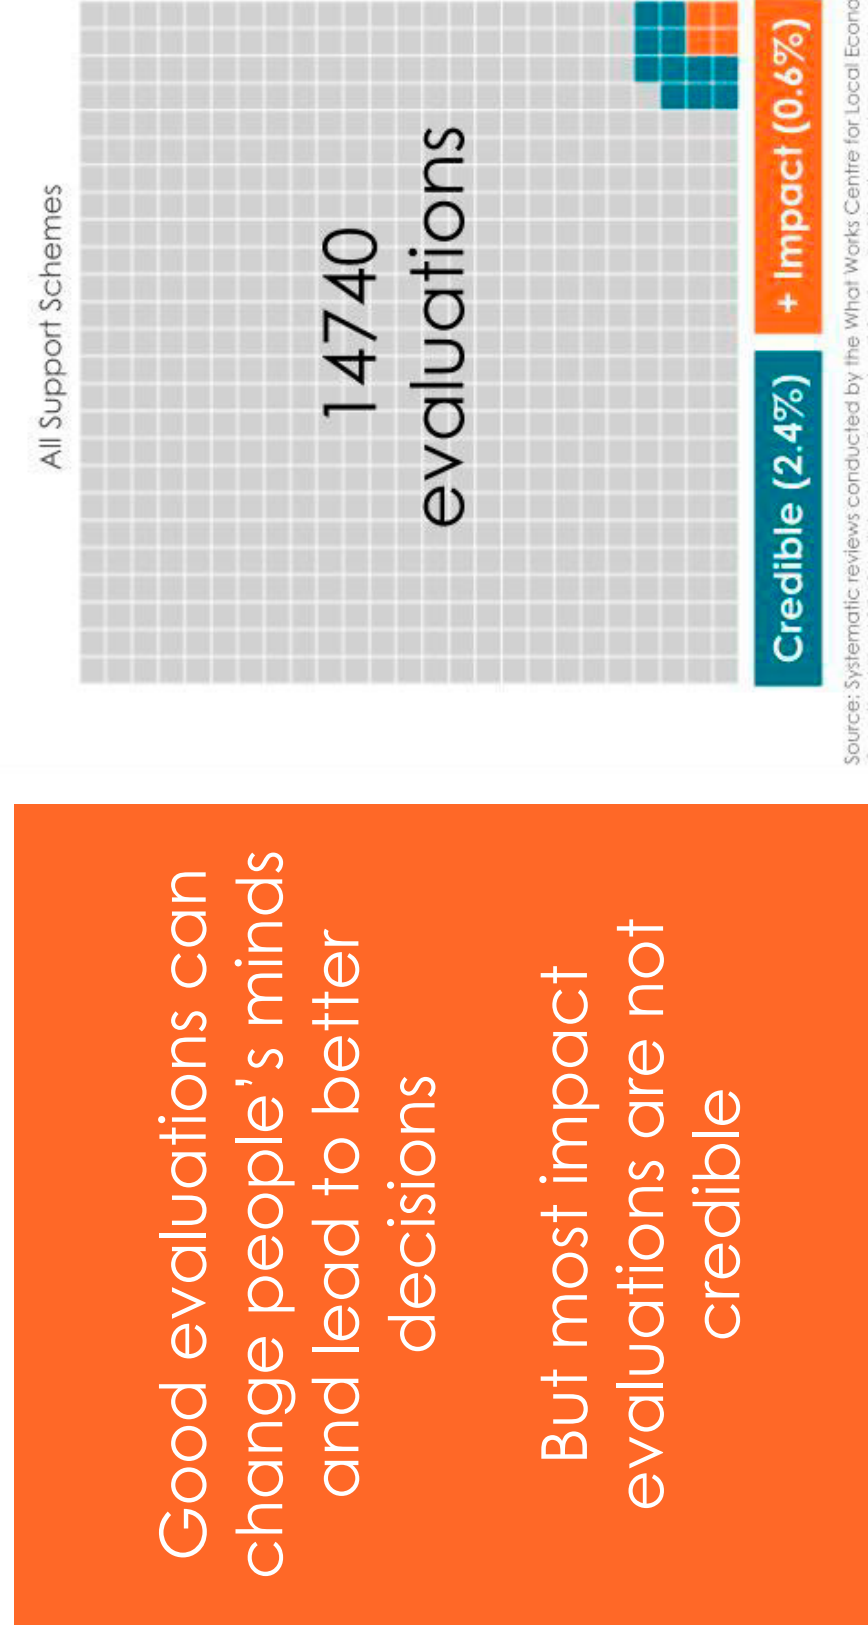 Good evaluations can
change people's minds
and lead to better
decisions
But most impact
evaluations are not
credible
All Support Schemes
14740
evaluations
Credible (2.4%)
+ Impact (0.6%)
Source: Systematic reviews conducted by the What Works Centre for Local